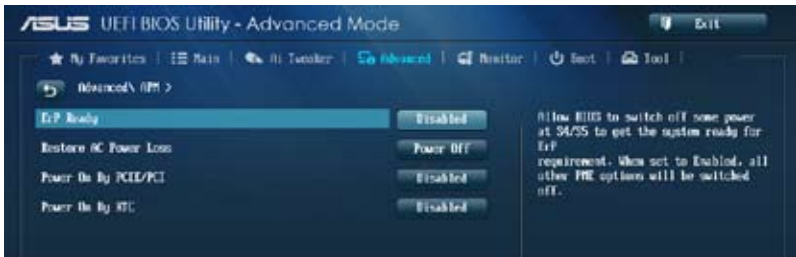 ASUS UEFI BIOS Utility - Advanced Mode
Exit
My Favorites Main Ai Tweaker Advanced Monitor Boot Tool
Advanced\ APM >
ErP Ready Disabled
Restore AC Power Loss Power Off
Power On By PCIE/PCI Disabled
Power On By RTC Disabled
Allow BIOS to switch off some power
at S4/S5 to get the system ready for
ErP
requirement. When set to Enabled, all
other PME options will be switched
off.